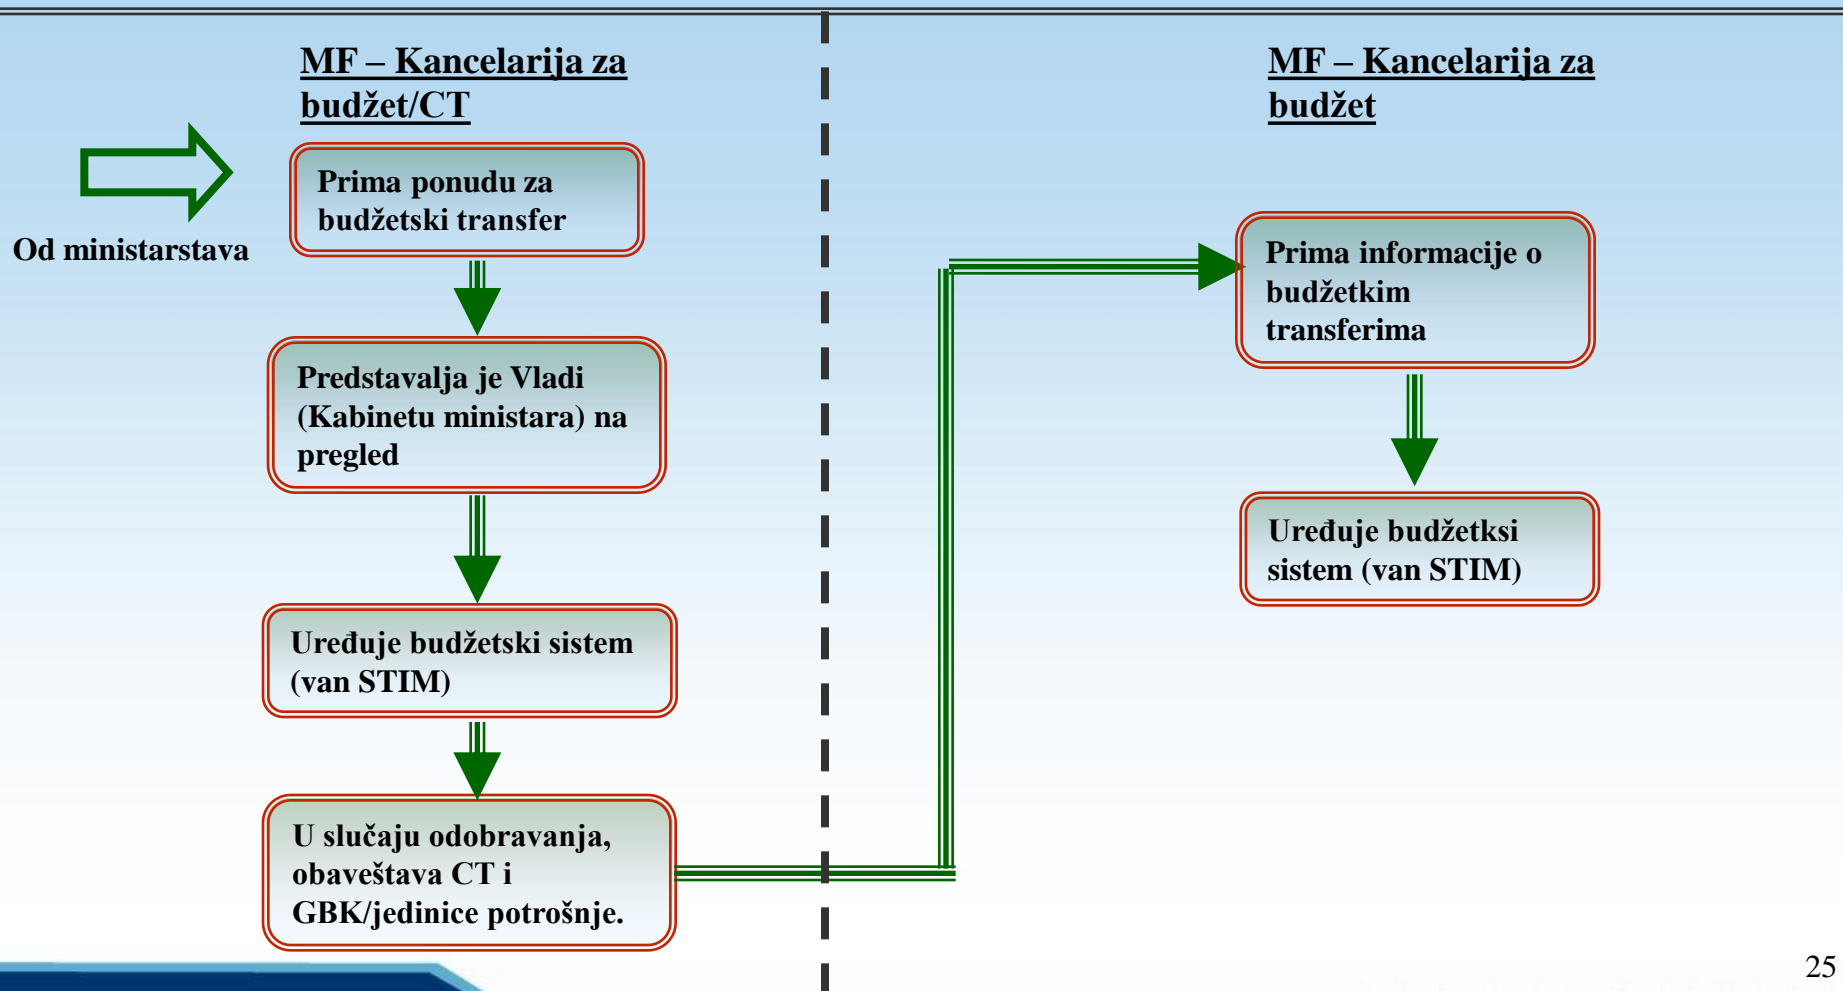 MF – Kancelarija za
budžet/CT
Od ministarstava
Prima ponudu za
budžetski transfer
Predstavalja je Vladi
(Kabinetu ministara) na
pregled
Uređuje budžetski sistem
(van STIM)
U slučaju odobravanja,
obaveštava CT i
GBK/jedinice potrošnje.
MF – Kancelarija za
budžet
Prima informacije o
budžetkim
transferima
Uređuje budžetksi
sistem (van STIM)
25